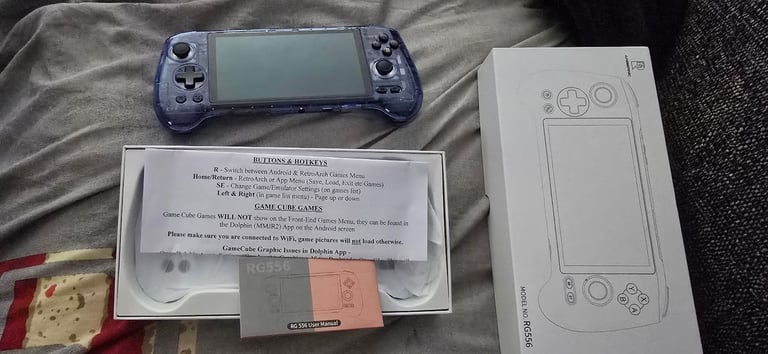 BUTTONS & HOTKEYS
R - Switch between Android & RetroArch Games Menu
Home/Return - RetroArch or App Menu (Save, Load, Exit etc Games)
SE - Change Game/Emulator Settings (on games list)
Left & Right (in game list menu) - Page up or down
GAME CUBE GAMES
Game Cube Games WILL NOT show on the Front-End Games Menu, they can be found
in the Dolphin (MMJR2) App on the Android screen
Please make sure you are connected to WiFi, game pictures will not load otherwise.
GameCube Graphic Issues in Dolphin App -
RG556
RG 556 User Manual
ANBERNIC
MODEL NO: RG556
X
Y
A
B